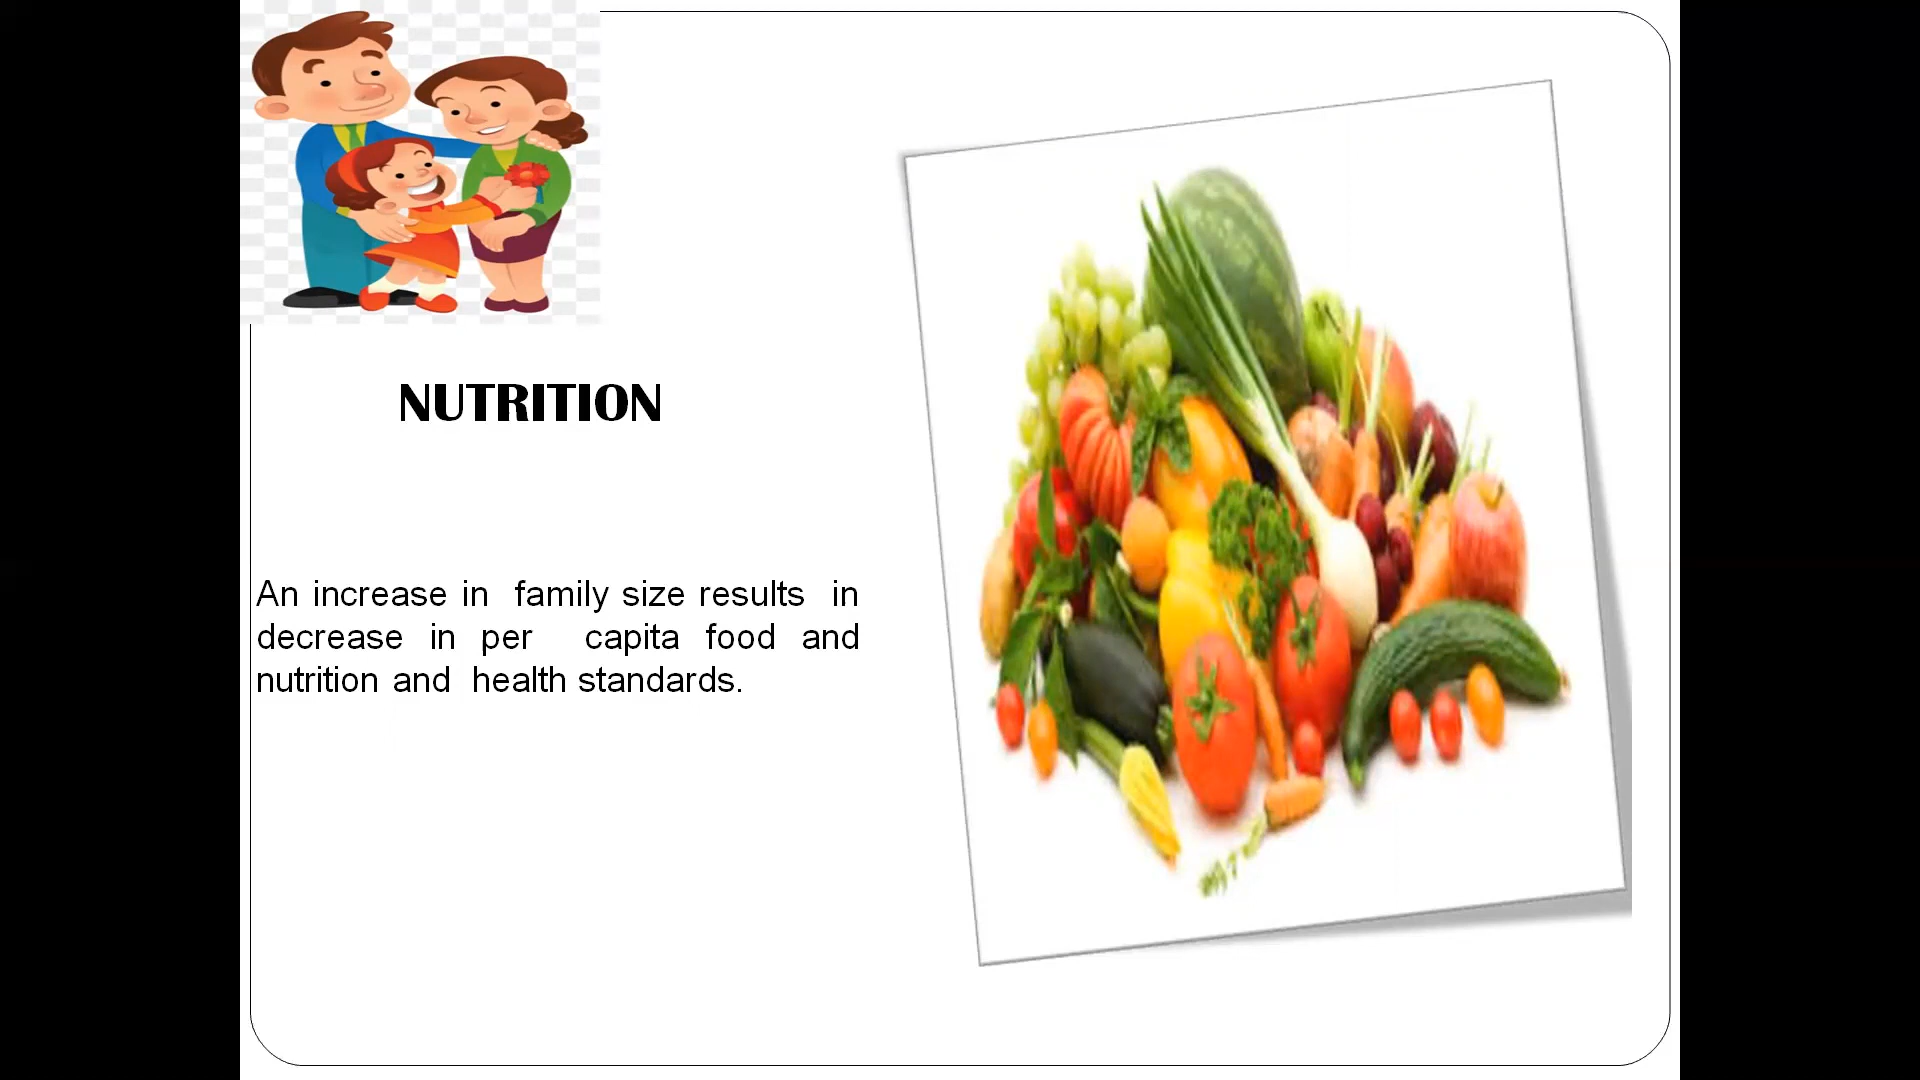 NUTRITION
An increase in family size results in
decrease in per capita food and
nutrition and health standards.